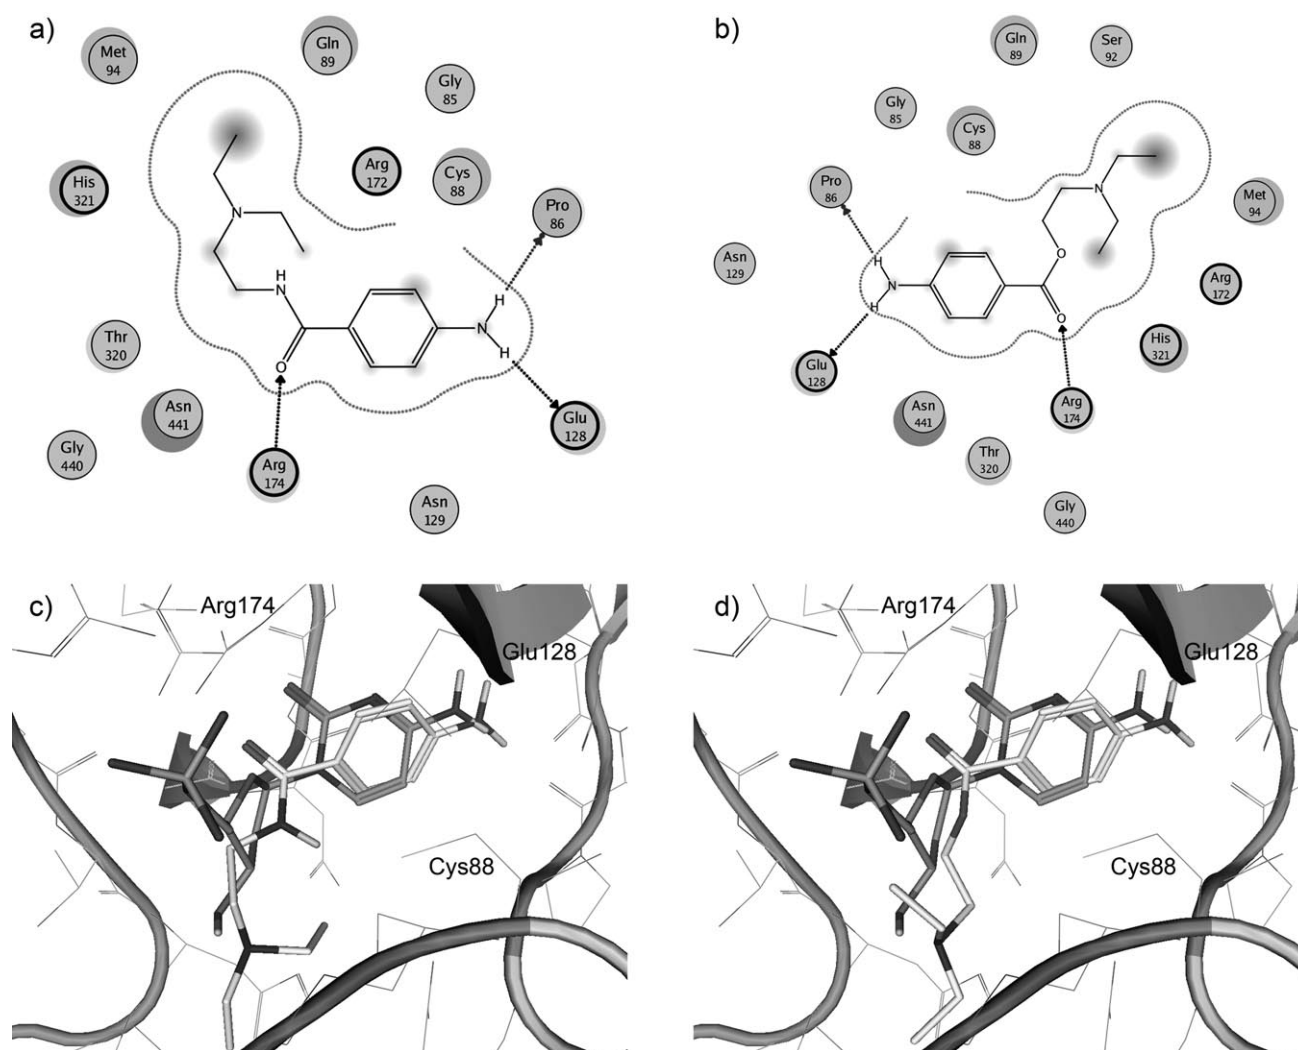 a)
Met
94
Gln
89
Gly
85
Arg
172
Cys
88
His
321
Pro
86
N
H
N
H
N
H
O
Thr
320
Asn
441
Glu
128
Gly
440
Arg
174
Asn
129
b)
Gln
89
Ser
92
Gly
85
Cys
88
Pro
86
N
Met
94
Asn
129
H
N
H
O
O
Arg
172
Glu
128
His
321
Asn
441
Arg
174
Thr
320
Gly
440
c)
Arg174
Glu128
Cys88
d)
Arg174
Glu128
Cys88